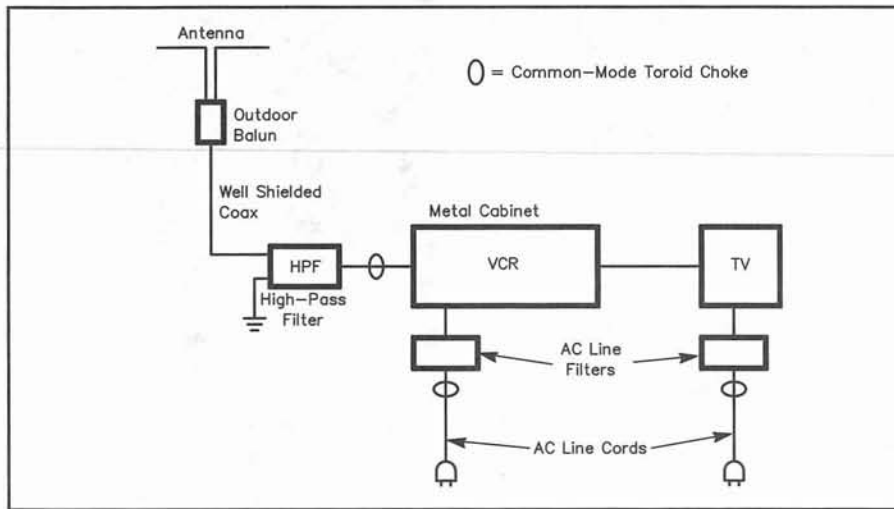 Antenna
= Common-Mode Toroid Choke
Outdoor
Balun
Well Shielded
Coax
Metal Cabinet
HPF
VCR
TV
High-Pass
Filter
AC Line
Filters
AC Line Cords